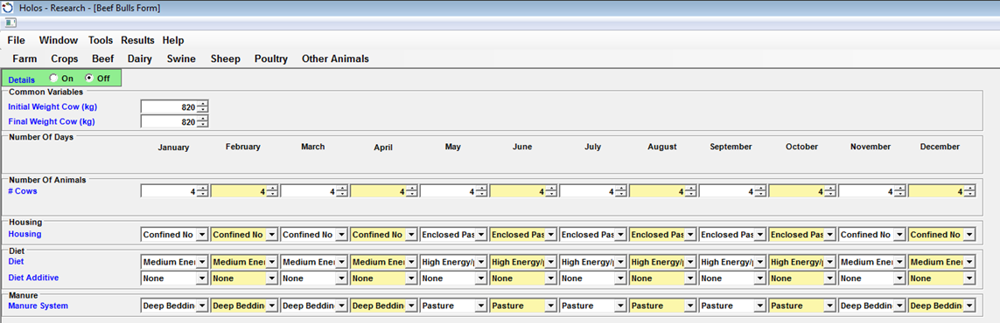 Holos - Research - [Beef Bulls Form]
File Window Tools Results Help
Farm Crops Beef Dairy Swine Sheep Poultry Other Animals
Details On Off
Common Variables
Initial Weight Cow (kg) 820
Final Weight Cow (kg) 820
Number Of Days
January February March April May June July August September October November December
Number Of Animals
# Cows 4 4 4 4 4 4 4 4 4 4 4 4
Housing
Housing Confined No Confined No Confined No Confined No Enclosed Pas Enclosed Pas Enclosed Pas Enclosed Pas Enclosed Pas Enclosed Pas Confined No Confined No
Diet
Diet Medium Ener Medium Ener Medium Ener Medium Ener High Energy/p High Energy/p High Energy/p High Energy/p High Energy/p High Energy/p Medium Ener Medium Ener
Diet Additive None None None None None None None None None None None None
Manure
Manure System Deep Beddin Deep Beddin Deep Beddin Deep Beddin Pasture Pasture Pasture Pasture Pasture Pasture Deep Beddin Deep Beddin